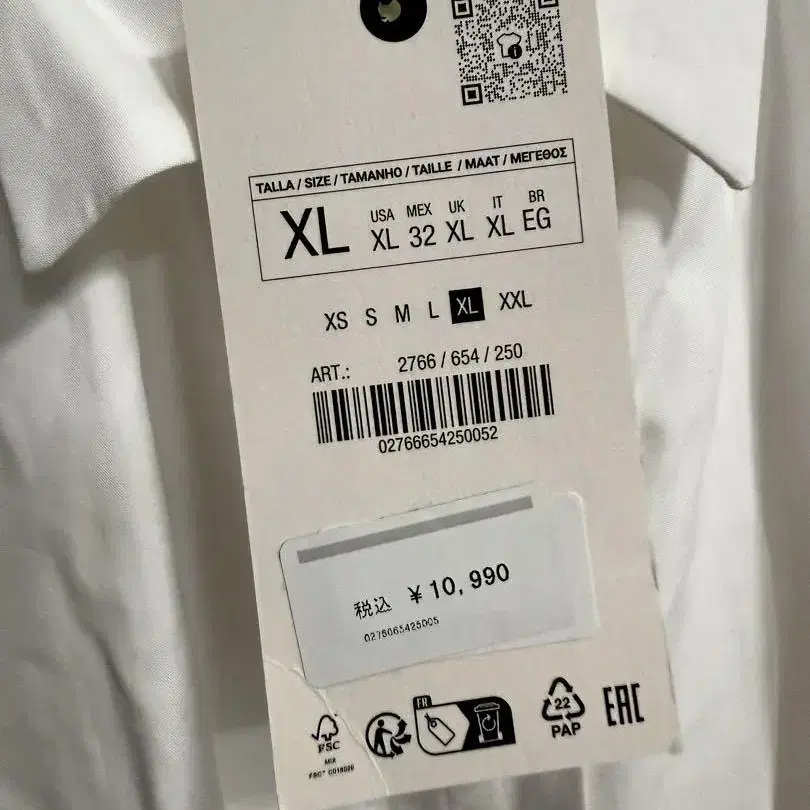 TALLA / SIZE / TAMANHO / TAILLE / MAAT / ΜΕΓΕΘΟΣ
XL
USA MEX UK IT BR
XL 32 XL XL EG
XS S M L XL XXL
ART.: 2766 / 654 / 250
02766654250052
税込 ¥10,990
FR
FSC
MIX
22
PAP
EAC